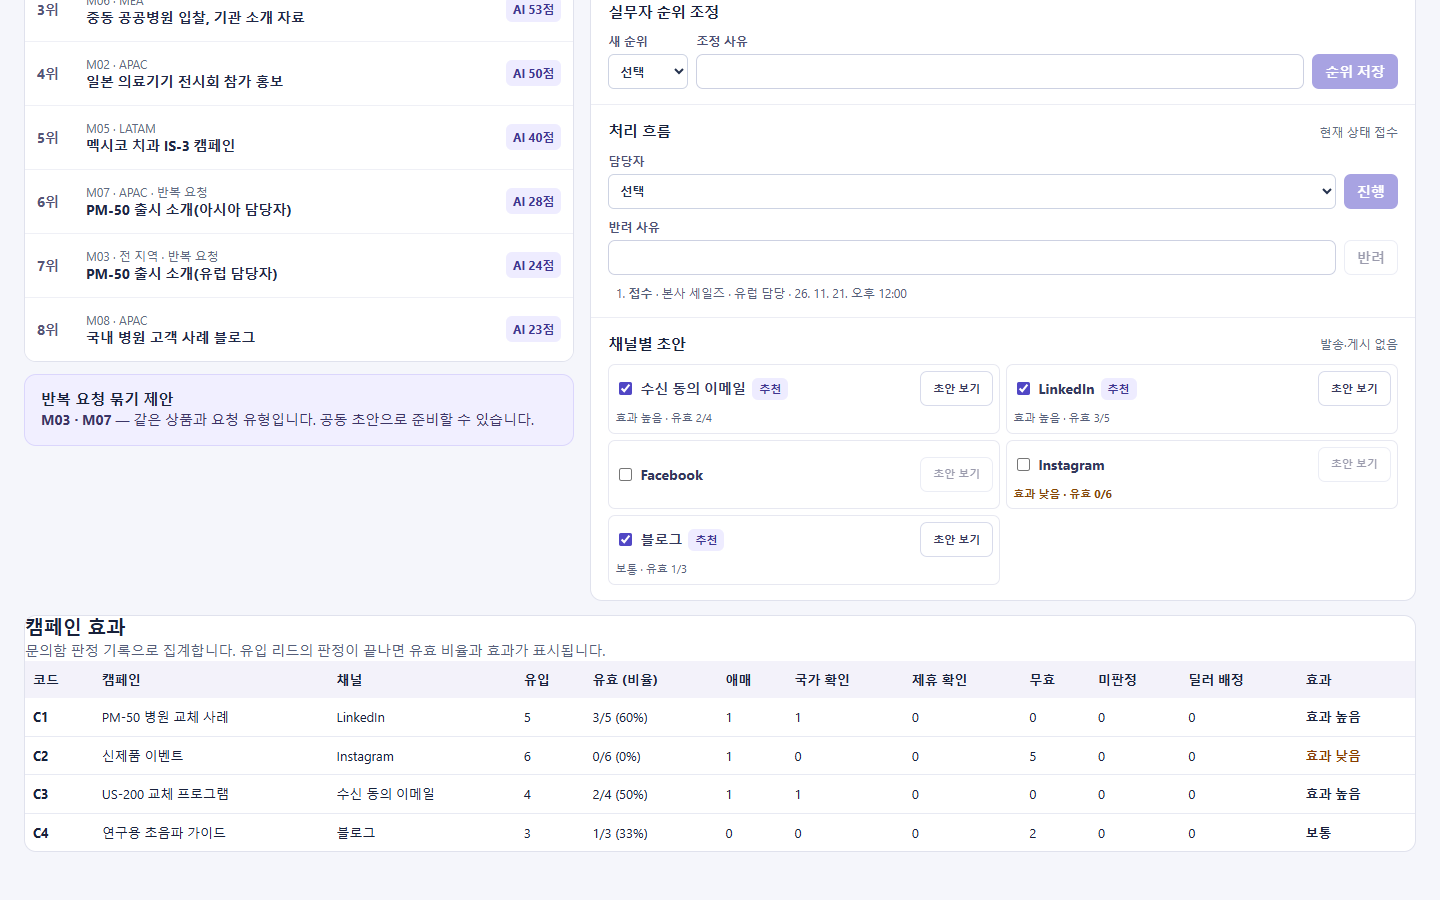 3위
M06 · MEA
중동 공공병원 입찰, 기관 소개 자료
AI 53점
4위
M02 · APAC
일본 의료기기 전시회 참가 홍보
AI 50점
5위
M05 · LATAM
멕시코 치과 IS-3 캠페인
AI 40점
6위
M07 · APAC · 반복 요청
PM-50 출시 소개(아시아 담당자)
AI 28점
7위
M03 · 전 지역 · 반복 요청
PM-50 출시 소개(유럽 담당자)
AI 24점
8위
M08 · APAC
국내 병원 고객 사례 블로그
AI 23점
반복 요청 묶기 제안
M03 · M07 — 같은 상품과 요청 유형입니다. 공동 초안으로 준비할 수 있습니다.
실무자 순위 조정
새 순위 조정 사유
선택 순위 저장
처리 흐름 현재 상태 접수
담당자
선택 진행
반려 사유
반려
1. 접수 · 본사 세일즈 · 유럽 담당 · 26. 11. 21. 오후 12:00
채널별 초안 발송·게시 없음
수신 동의 이메일 추천 초안 보기
효과 높음 · 유효 2/4
LinkedIn 추천 초안 보기
효과 높음 · 유효 3/5
Facebook 초안 보기
Instagram 초안 보기
효과 낮음 · 유효 0/6
블로그 추천 초안 보기
보통 · 유효 1/3
캠페인 효과
문의함 판정 기록으로 집계합니다. 유입 리드의 판정이 끝나면 유효 비율과 효과가 표시됩니다.
코드 캠페인 채널 유입 유효 (비율) 애매 국가 확인 제휴 확인 무효 미판정 딜러 배정 효과
C1 PM-50 병원 교체 사례 LinkedIn 5 3/5 (60%) 1 1 0 0 0 0 효과 높음
C2 신제품 이벤트 Instagram 6 0/6 (0%) 1 0 0 5 0 0 효과 낮음
C3 US-200 교체 프로그램 수신 동의 이메일 4 2/4 (50%) 1 1 0 0 0 0 효과 높음
C4 연구용 초음파 가이드 블로그 3 1/3 (33%) 0 0 0 2 0 0 보통